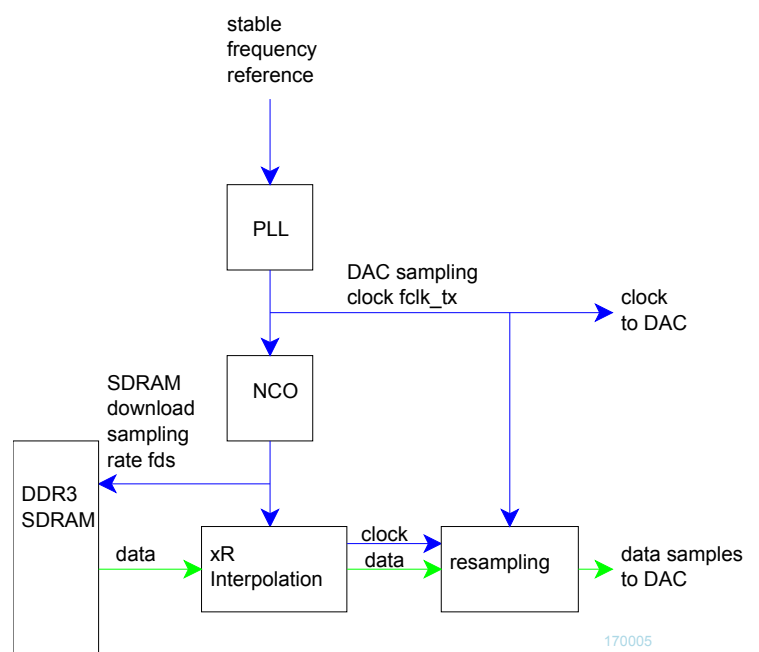 stable
frequency
reference
PLL
DAC sampling
clock fclk_tx
clock
to DAC
NCO
SDRAM
download
sampling
rate fds
DDR3
SDRAM
data
xR
Interpolation
clock
data
resampling
data samples
to DAC
170005